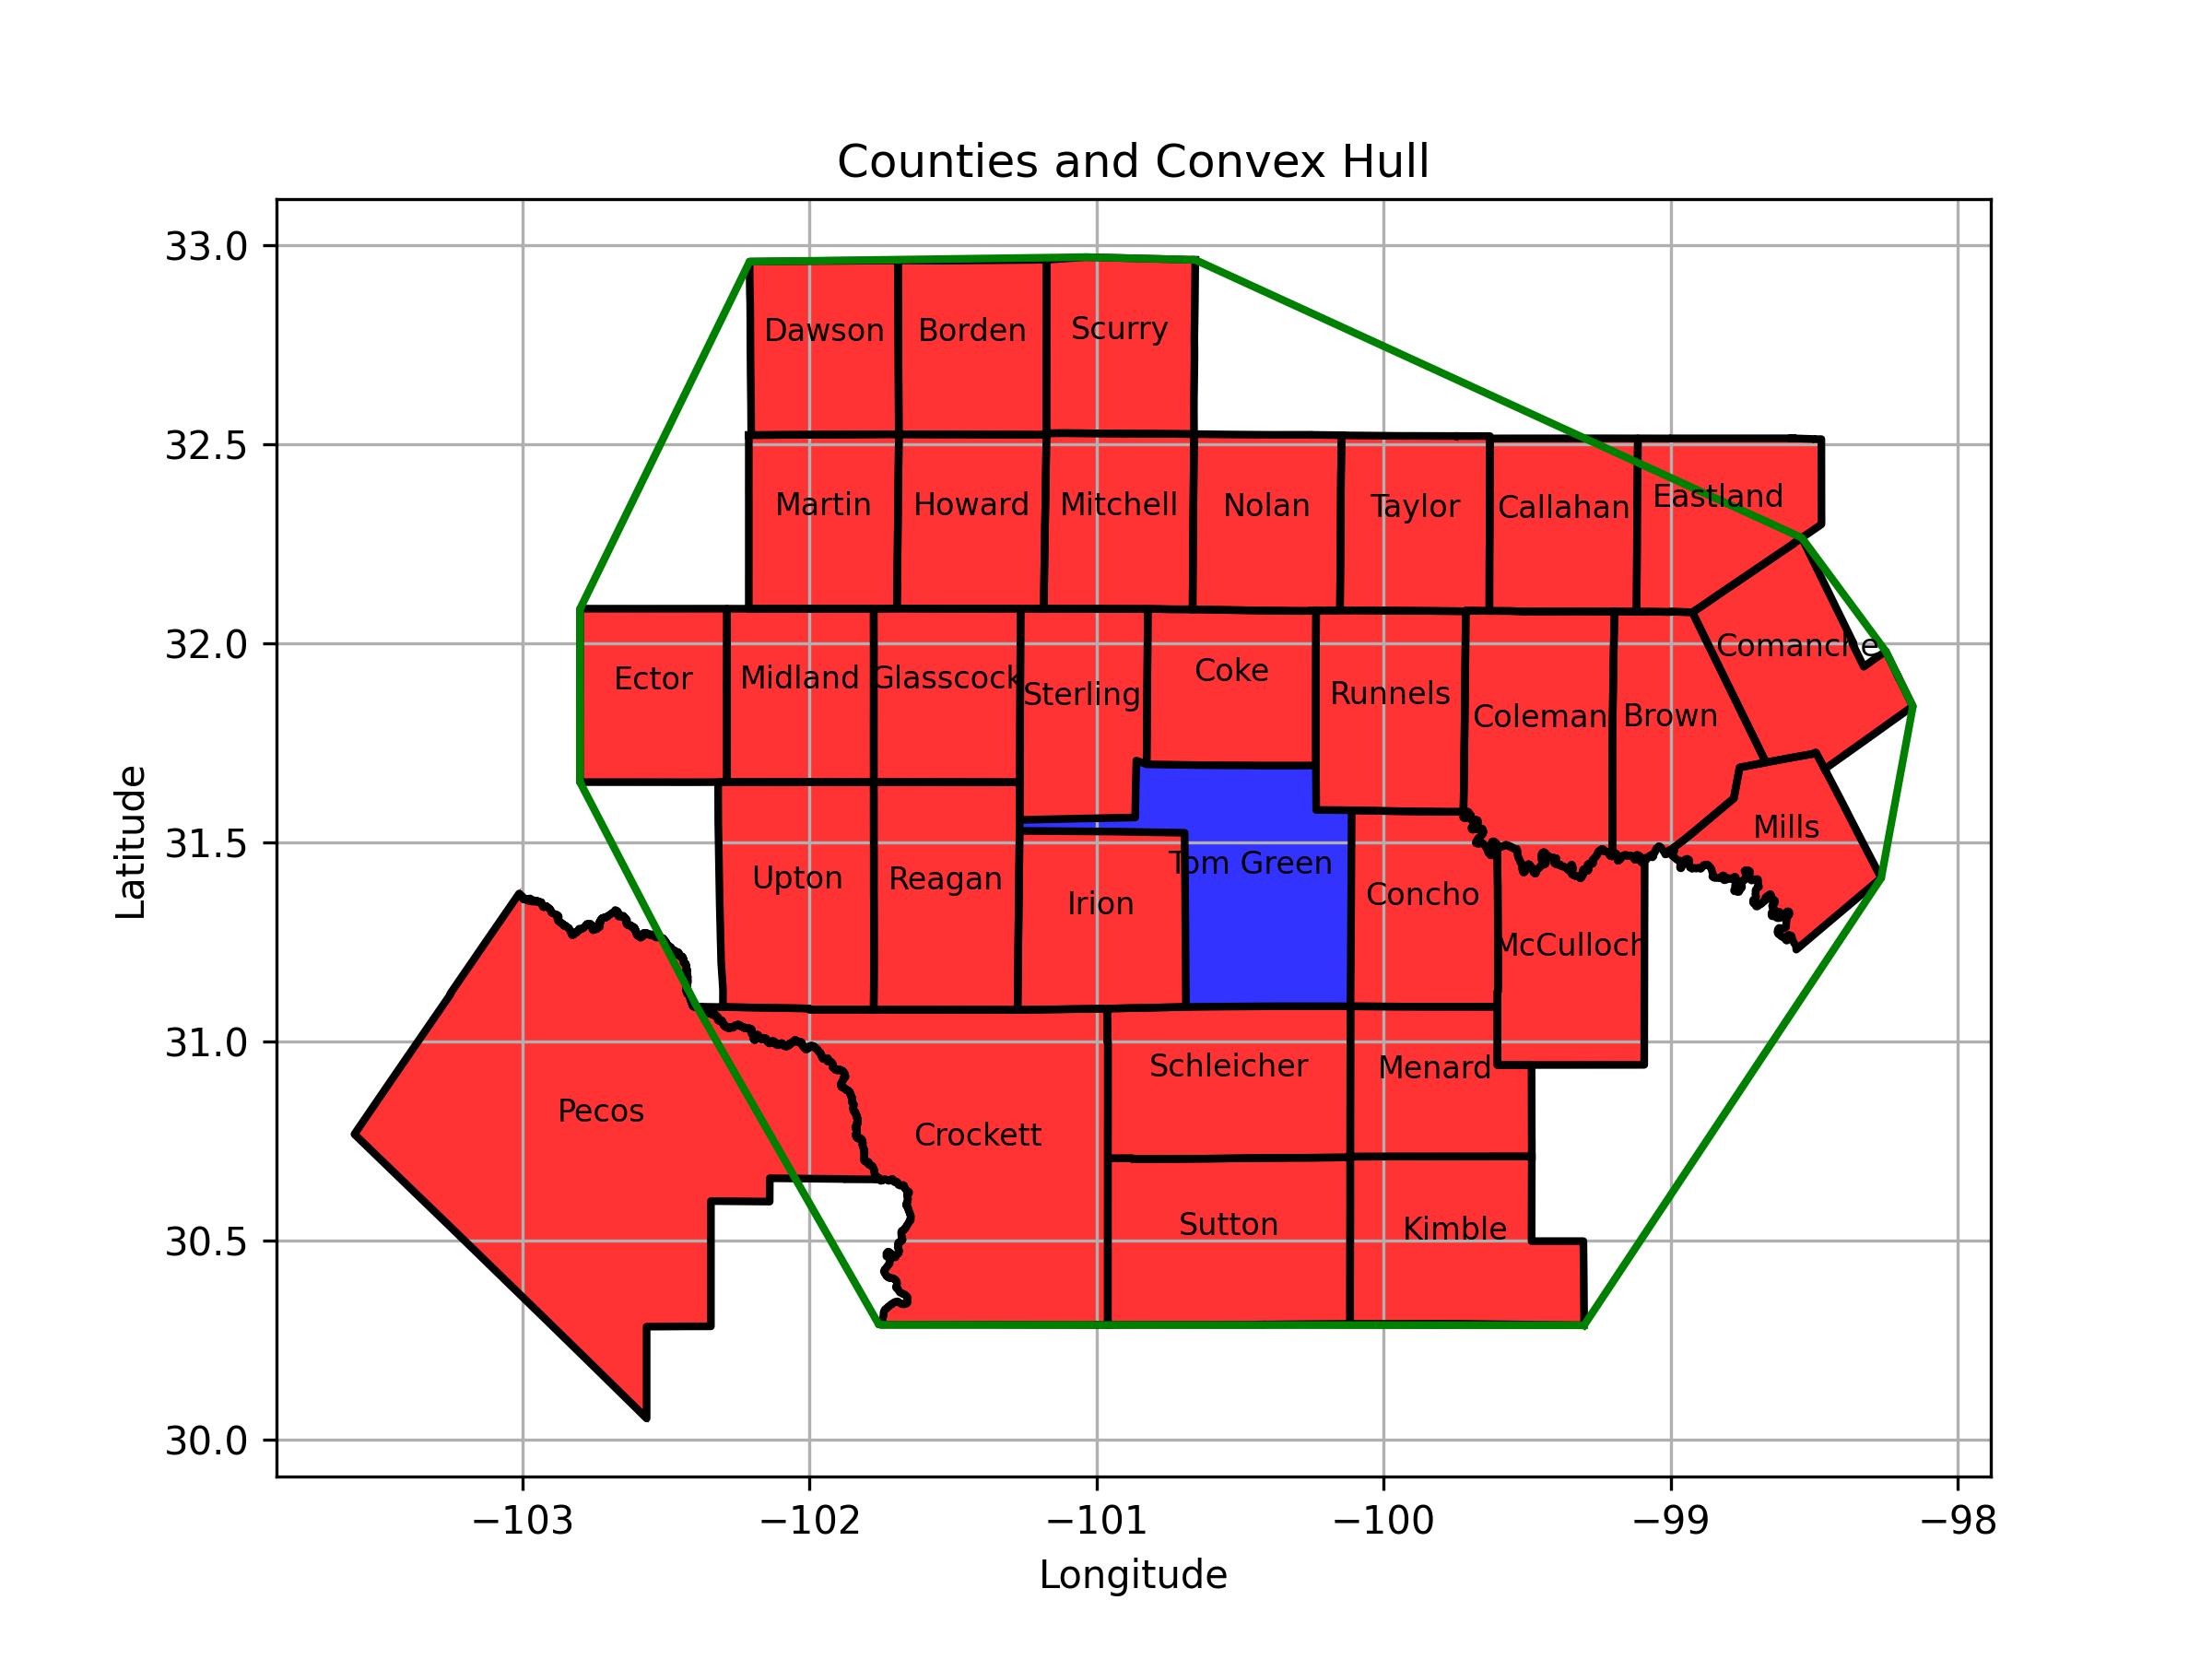 Counties and Convex Hull
33.0
32.5
32.0
31.5
31.0
30.5
30.0
Latitude
Dawson Borden Scurry
Martin Howard Mitchell Nolan Taylor Callahan Eastland
Comanche
Ector Midland Glasscock Sterling Coke Runnels Coleman Brown
Mills
Upton Reagan Irion Tom Green Concho
McCulloch
Schleicher Menard
Pecos Crockett
Sutton Kimble
−103 −102 −101 −100 −99 −98
Longitude